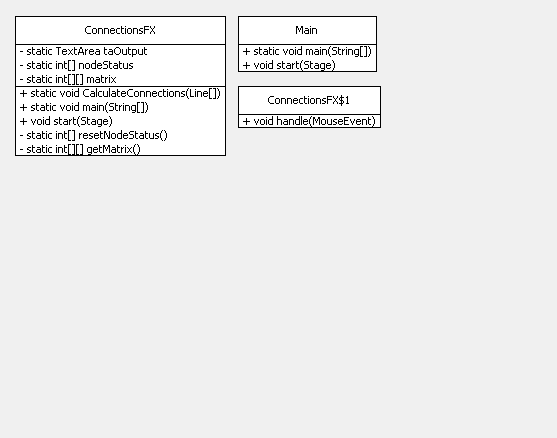 ConnectionsFX
- static TextArea taOutput
- static int[] nodeStatus
- static int[][] matrix
+ static void CalculateConnections(Line[])
+ static void main(String[])
+ void start(Stage)
- static int[] resetNodeStatus()
- static int[][] getMatrix()
Main
+ static void main(String[])
+ void start(Stage)
ConnectionsFX$1
+ void handle(MouseEvent)